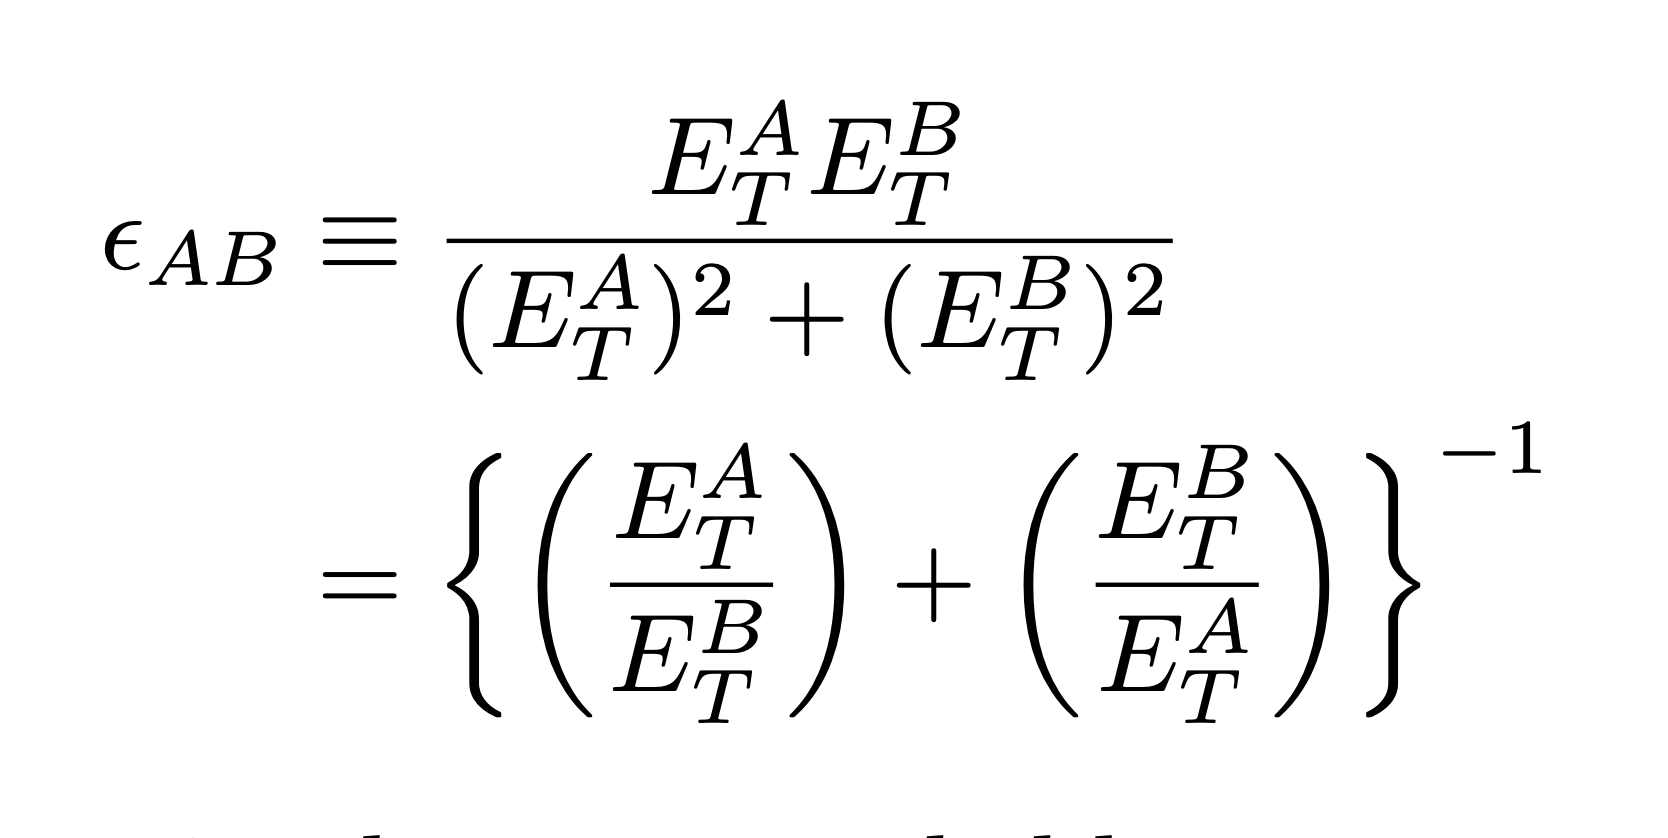 \epsilon_{AB} \equiv \frac{E_T^A E_T^B}{(E_T^A)^2 + (E_T^B)^2}
= \left\{ \left( \frac{E_T^A}{E_T^B} \right) + \left( \frac{E_T^B}{E_T^A} \right) \right\}^{-1}